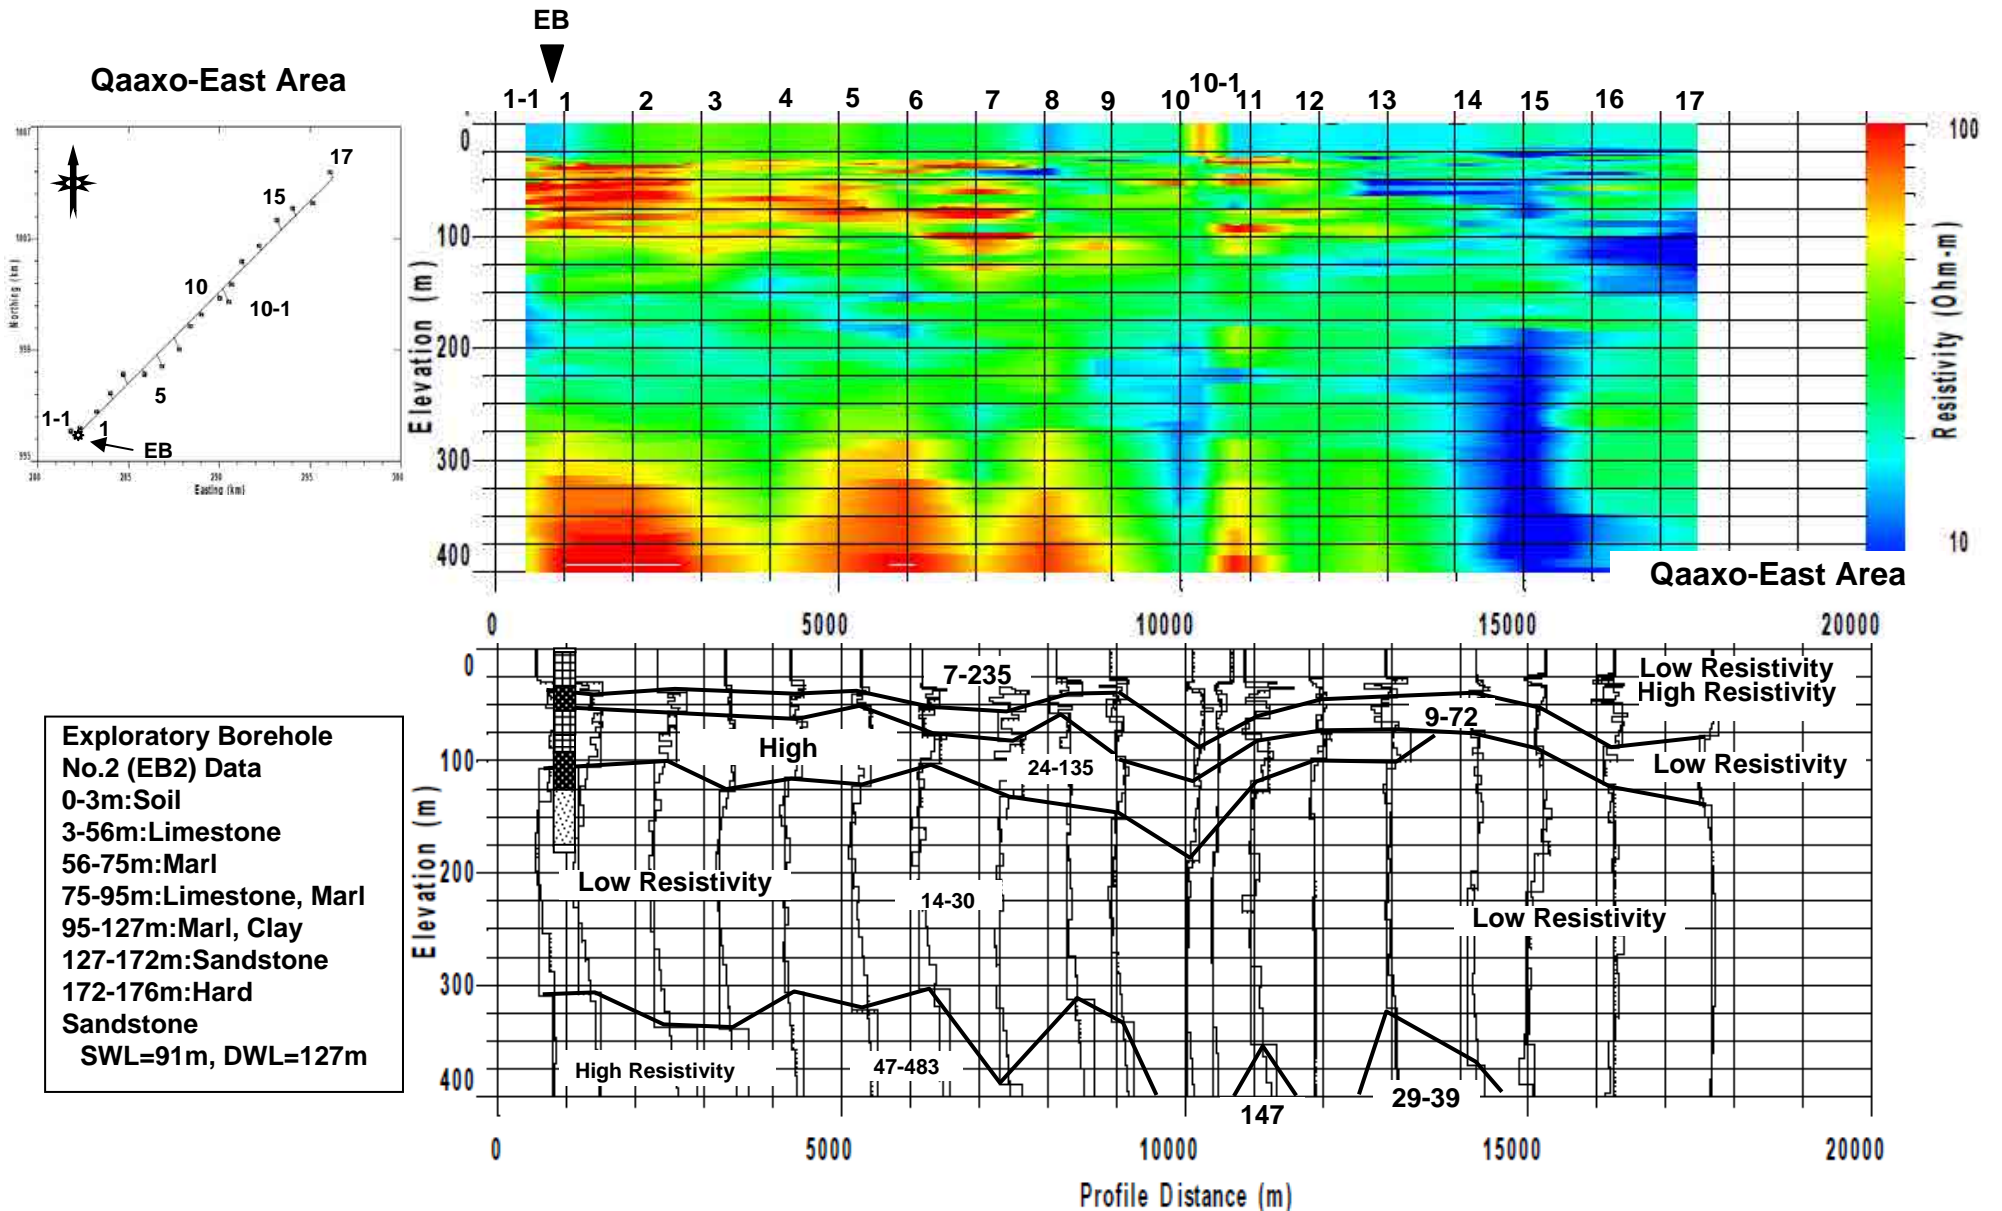 EB
Qaaxo-East Area
1-1 1 2 3 4 5 6 7 8 9 10 10-1 11 12 13 14 15 16 17
17
15
10
10-1
5
1-1
1
EB
Northing (km)
Easting (km)
0
100
200
300
400
Elevation (m)
100
10
Resistivity (Ohm-m)
Qaaxo-East Area
0 5000 10000 15000 20000
0
100
200
300
400
Elevation (m)
7-235
Low Resistivity
High Resistivity
9-72
High
24-135
Low Resistivity
Low Resistivity
14-30
Low Resistivity
High Resistivity
47-483
147
29-39
0 5000 10000 15000 20000
Profile Distance (m)
Exploratory Borehole
No.2 (EB2) Data
0-3m:Soil
3-56m:Limestone
56-75m:Marl
75-95m:Limestone, Marl
95-127m:Marl, Clay
127-172m:Sandstone
172-176m:Hard
Sandstone
SWL=91m, DWL=127m